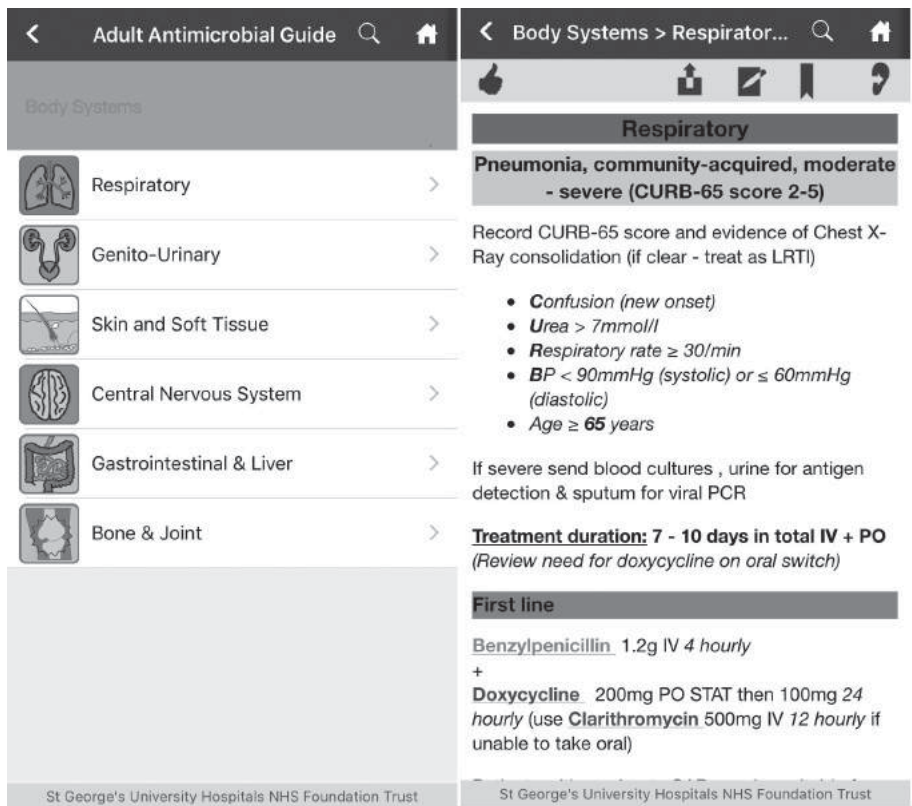 Adult Antimicrobial Guide
Body Systems
Respiratory
Genito-Urinary
Skin and Soft Tissue
Central Nervous System
Gastrointestinal & Liver
Bone & Joint
St George's University Hospitals NHS Foundation Trust
Body Systems > Respirator...
Respiratory
Pneumonia, community-acquired, moderate
- severe (CURB-65 score 2-5)
Record CURB-65 score and evidence of Chest X-
Ray consolidation (if clear - treat as LRTI)
• Confusion (new onset)
• Urea > 7mmol/l
• Respiratory rate ≥ 30/min
• BP < 90mmHg (systolic) or ≤ 60mmHg
(diastolic)
• Age ≥ 65 years
If severe send blood cultures , urine for antigen
detection & sputum for viral PCR
Treatment duration: 7 - 10 days in total IV + PO
(Review need for doxycycline on oral switch)
First line
Benzylpenicillin 1.2g IV 4 hourly
+
Doxycycline 200mg PO STAT then 100mg 24
hourly (use Clarithromycin 500mg IV 12 hourly if
unable to take oral)
St George's University Hospitals NHS Foundation Trust